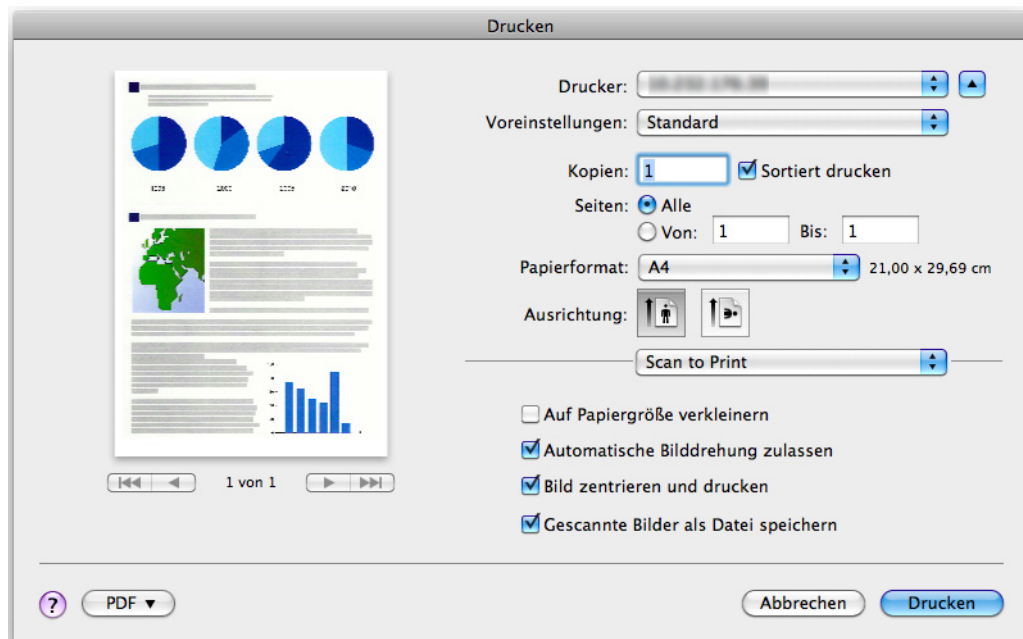 Drucken
Drucker:
Voreinstellungen: Standard
Kopien: 1 Sortiert drucken
Seiten: Alle
Von: 1 Bis: 1
Papierformat: A4 21,00 x 29,69 cm
Ausrichtung:
Scan to Print
Auf Papiergröße verkleinern
Automatische Bilddrehung zulassen
Bild zentrieren und drucken
Gescannte Bilder als Datei speichern
1 von 1
? PDF Abbrechen Drucken